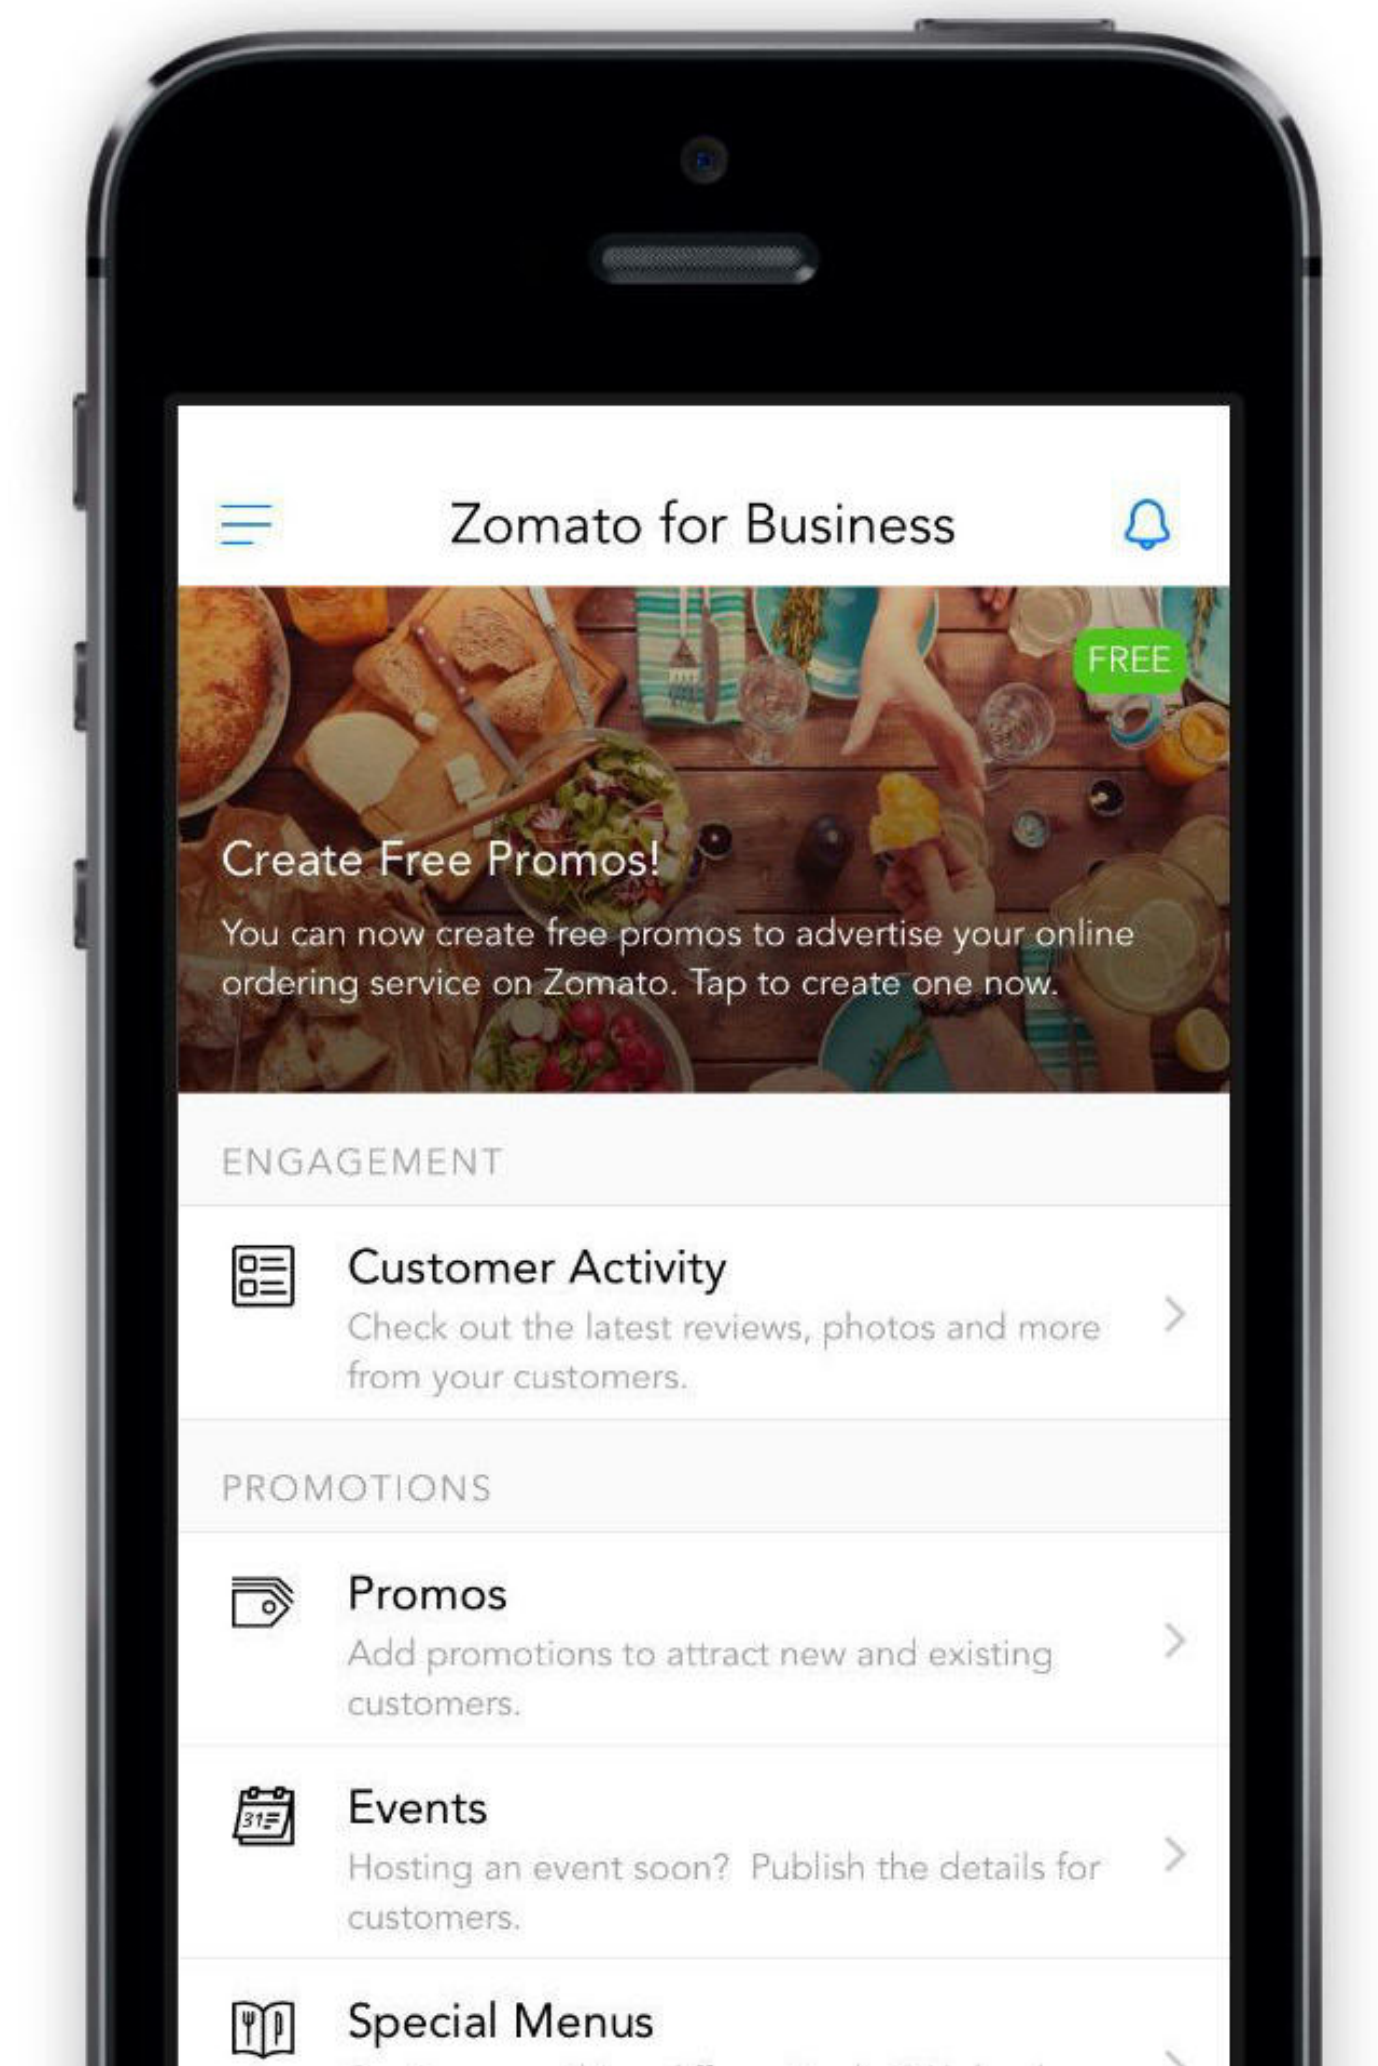 Zomato for Business
FREE
Create Free Promos!
You can now create free promos to advertise your online
ordering service on Zomato. Tap to create one now.
ENGAGEMENT
Customer Activity
Check out the latest reviews, photos and more
from your customers.
PROMOTIONS
Promos
Add promotions to attract new and existing
customers.
31
Events
Hosting an event soon?  Publish the details for
customers.
Special Menus